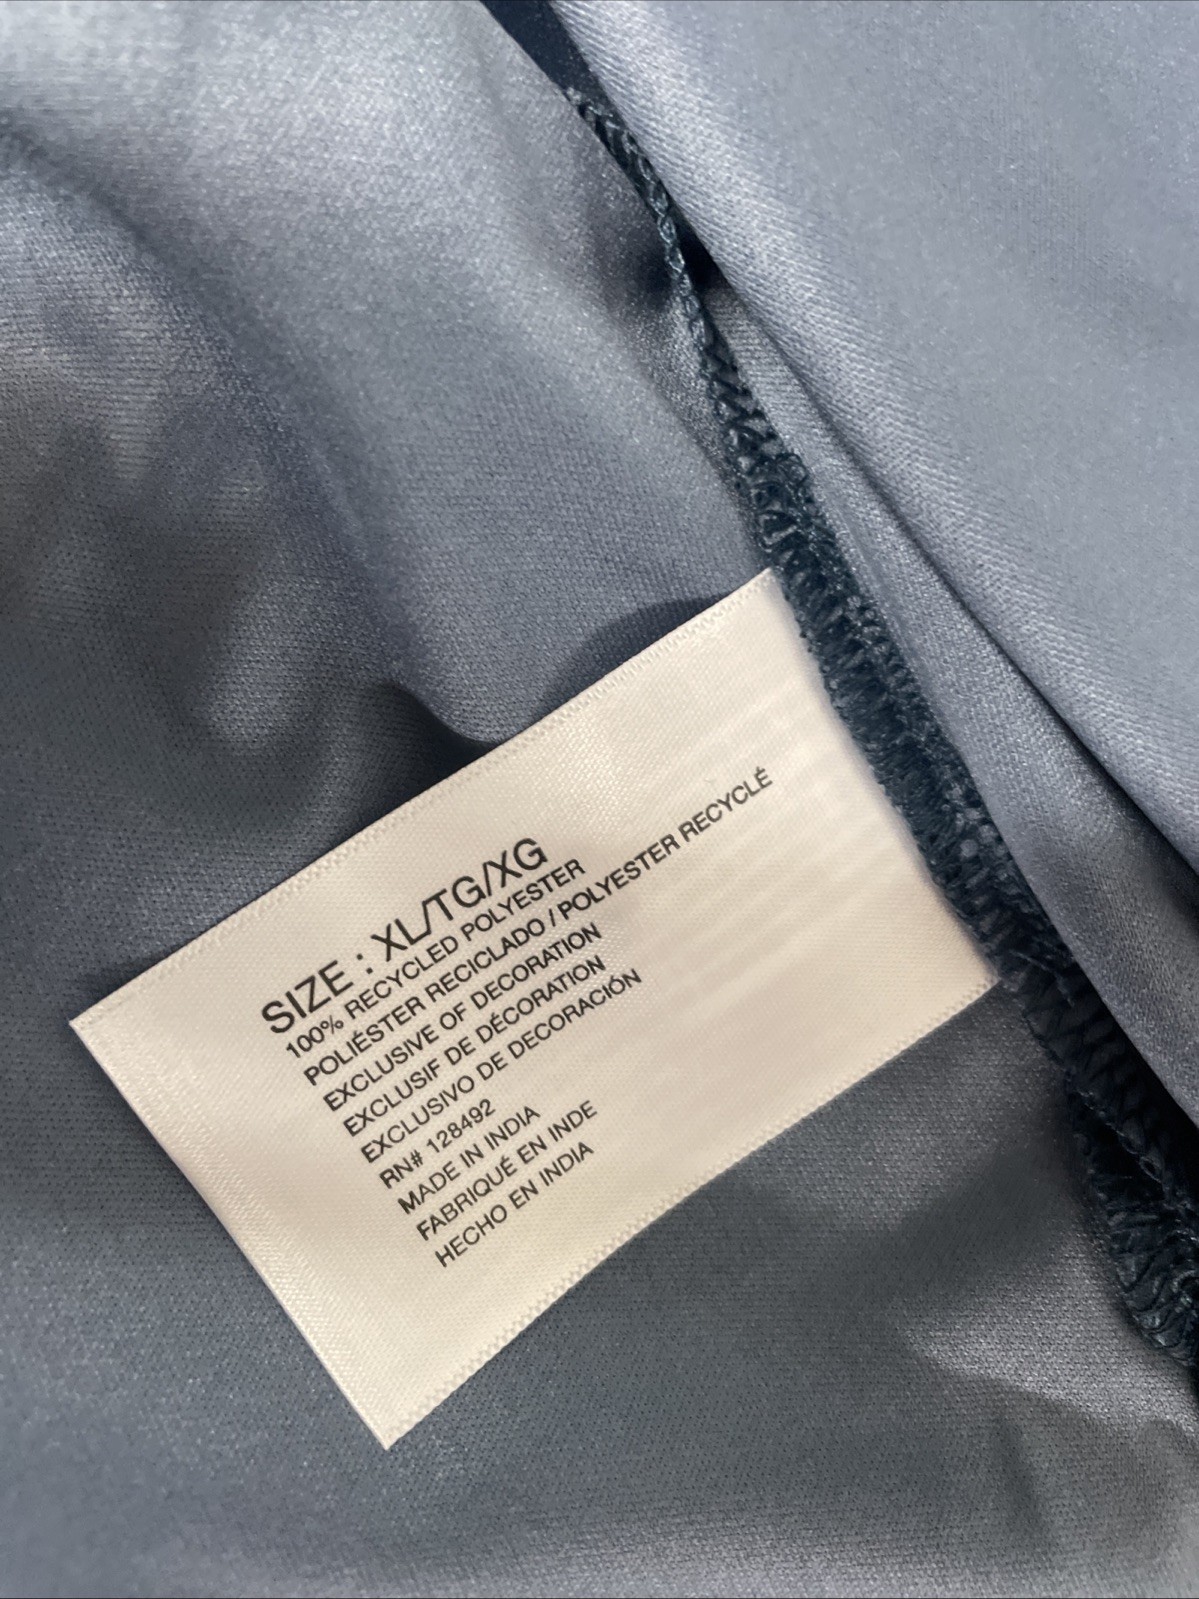 SIZE : XL/TG/XG
100% RECYCLED POLYESTER
POLIÉSTER RECICLADO / POLYESTER RECYCLÉ
EXCLUSIVE OF DECORATION
EXCLUSIF DE DÉCORATION
EXCLUSIVO DE DECORACIÓN
RN# 128492
MADE IN INDIA
FABRIQUÉ EN INDE
HECHO EN INDIA